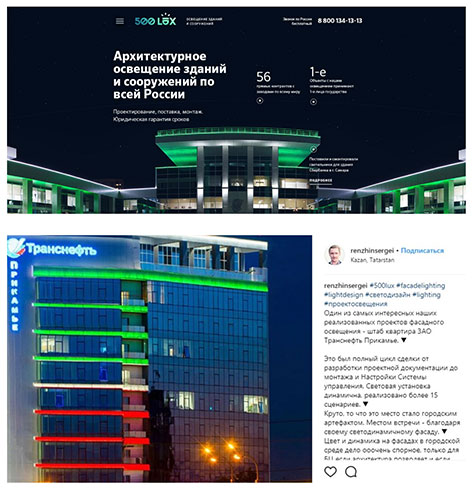 500 LUX
ОСВЕЩЕНИЕ ЗДАНИЙ
И СООРУЖЕНИЙ
Звонок по России
бесплатный
8 800 134-13-13
Архитектурное
освещение зданий
и сооружений по
всей России
Проектирование, поставка, монтаж.
Юридическая гарантия сроков
56
прямых контрактов с
заводами по всему миру
1-е
Объекты с нашим
освещением принимают
1-е лица государства
Поставили и смонтировали
светильники для здания
Сбербанка в г. Самара
ПОДРОБНЕЕ
Транснефть
ПРИКАМЬЕ
renzhinsergei • Подписаться
Kazan, Tatarstan
renzhinsergei #500lux #facadelighting
#lightdesign #светодизайн #lighting
#проектосвещения
Один из самых интересных наших
реализованных проектов фасадного
освещения - штаб квартира ЗАО
Транснефть Прикамье. ▼
Это был полный цикл сделки от
разработки проектной документации до
монтажа и Настройки Системы
управления. Световая установка
динамична, реализовано более 15
сценариев. ▼
Круто, то что это место стало городским
артефактом. Местом встречи - благодаря
своему светодинамичному фасаду. ▼
Цвет и динамика на фасадах в городской
среде дело ооочень спорное, только для
БЦ если архитектура позволяет и если